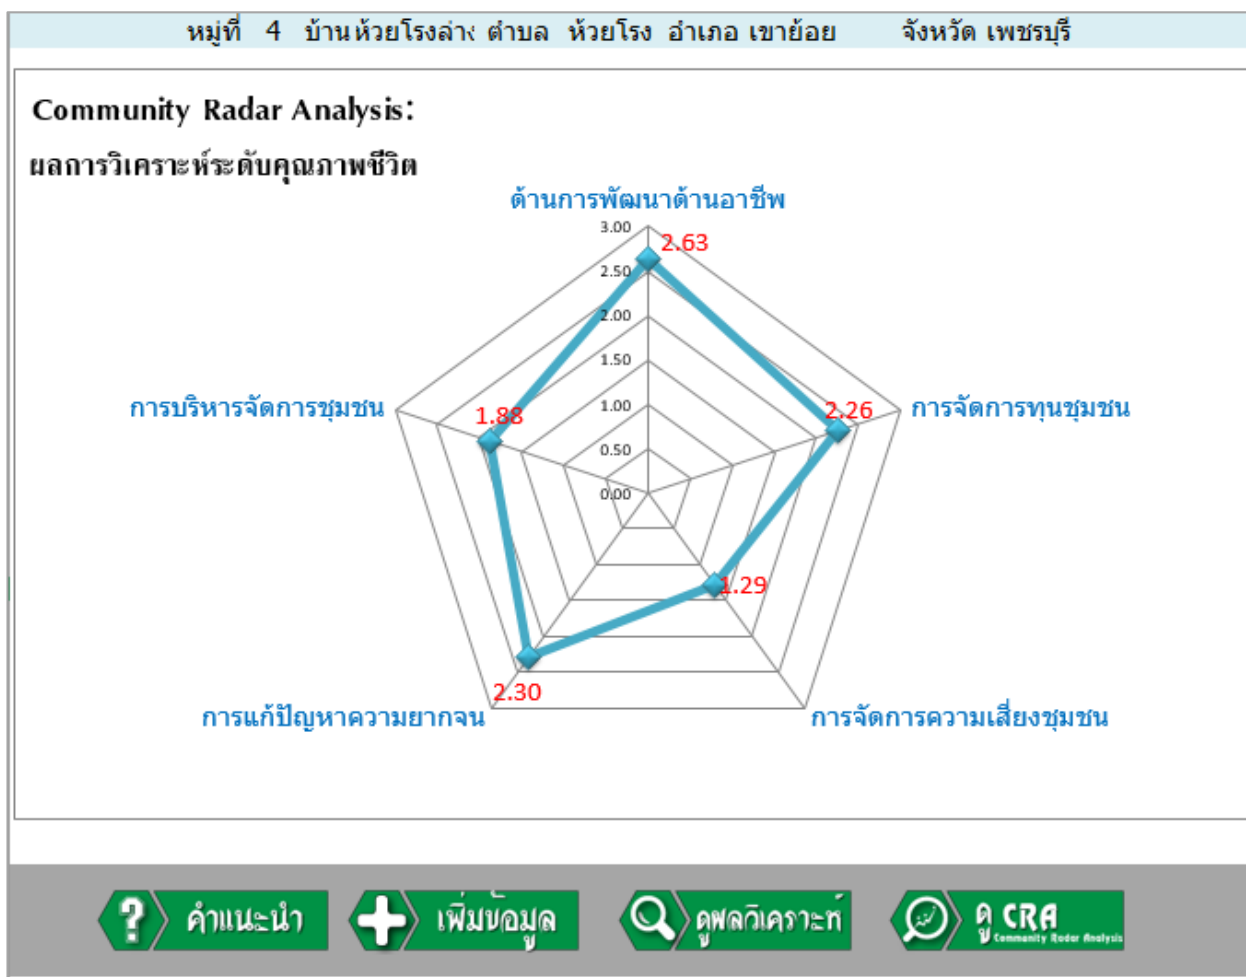 หมู่ที่ 4 บ้านห้วยโรงล่าง ตำบล ห้วยโรง อำเภอ เขาย้อย จังหวัด เพชรบุรี
Community Radar Analysis:
ผลการวิเคราะห์ระดับคุณภาพชีวิต
ด้านการพัฒนาด้านอาชีพ
3.00
2.63
2.50
2.00
1.50
การบริหารจัดการชุมชน
1.88
1.00
2.26
การจัดการทุนชุมชน
0.50
0.00
1.29
2.30
การแก้ปัญหาความยากจน
การจัดการความเสี่ยงชุมชน
? คำแนะนำ
เพิ่มข้อมูล
ดูผลวิเคราะห์
ดู CRA
Community Radar Analysis